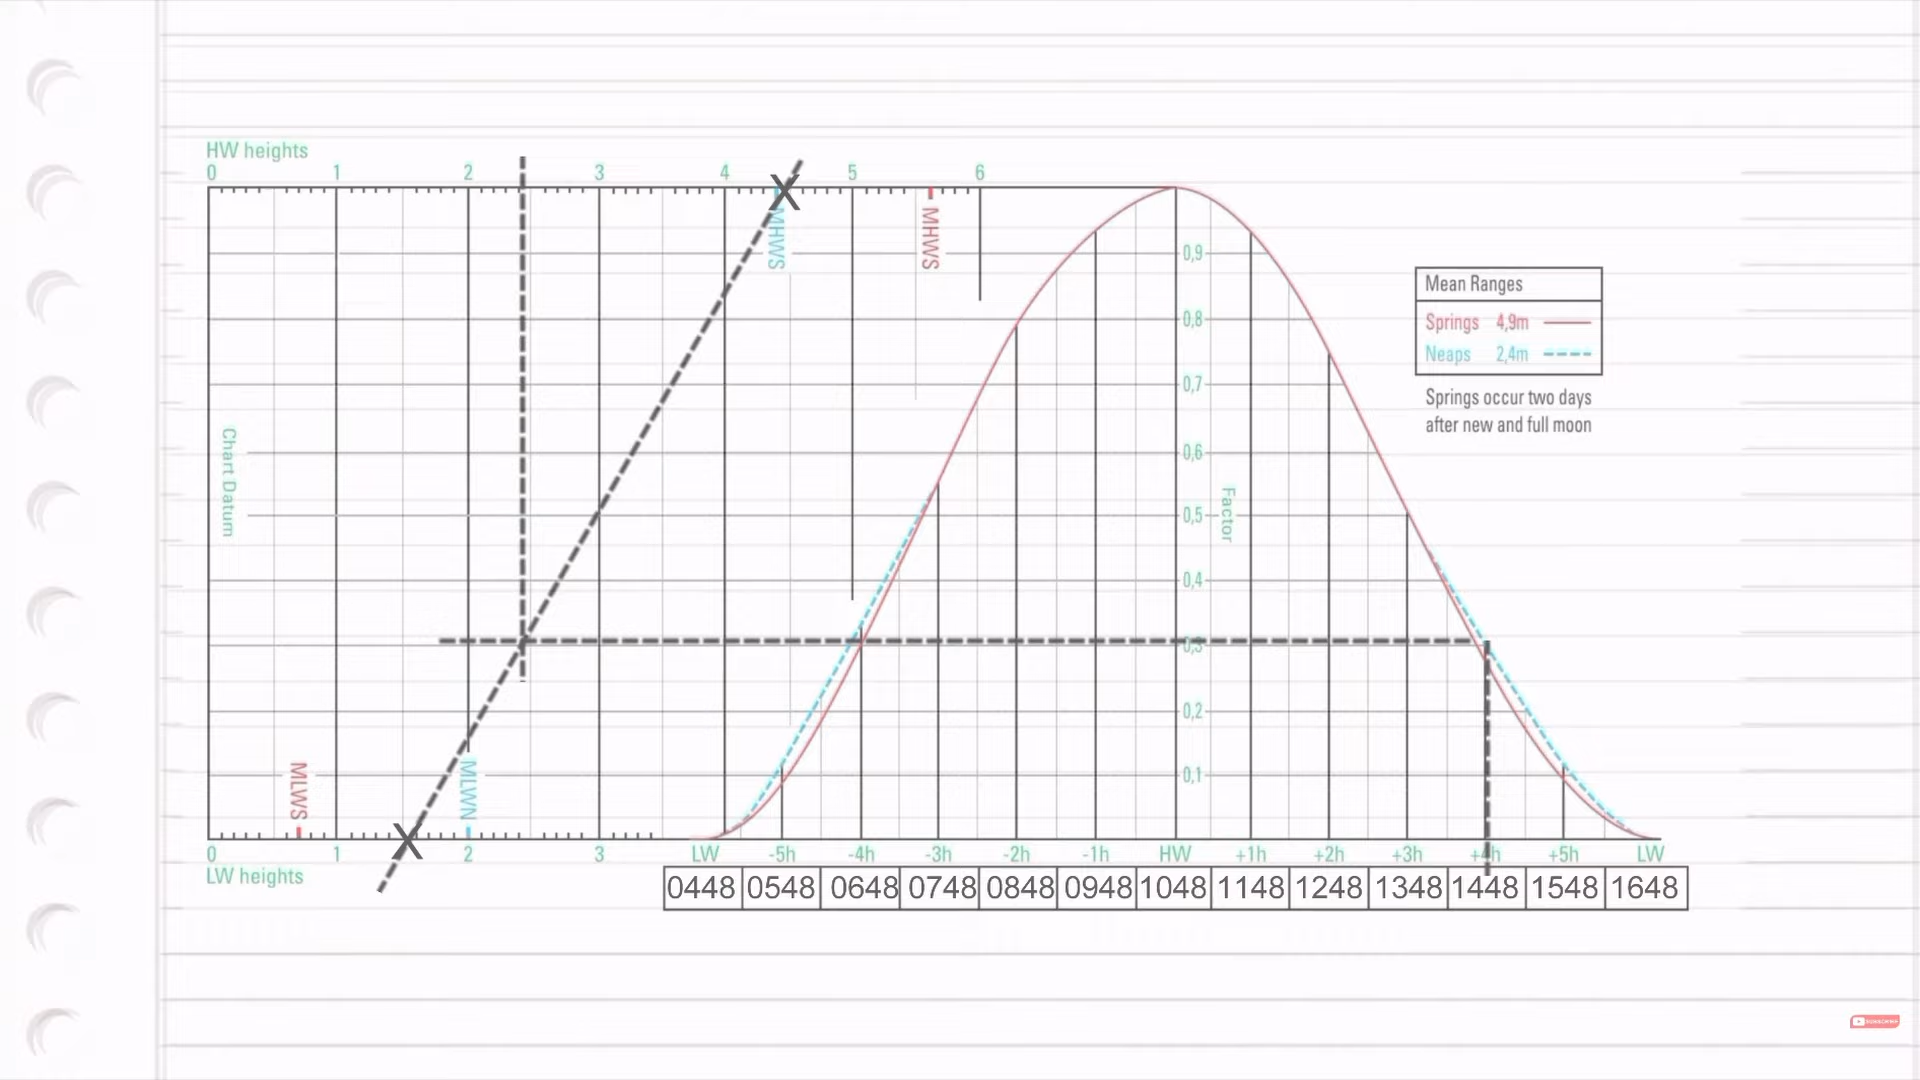 HW heights
0 1 2 3 4 5 6
MHWS
MHWS
0,9
0,8
0,7
0,6
0,5
0,4
0,3
0,2
0,1
Factor
Chart Datum
Mean Ranges
Springs 4,9m
Neaps 2,4m
Springs occur two days
after new and full moon
MLWS
MLWN
0 1 2 3 LW -5h -4h -3h -2h -1h HW +1h +2h +3h +4h +5h LW
LW heights
0448 0548 0648 0748 0848 0948 1048 1148 1248 1348 1448 1548 1648
SUBSCRIBE